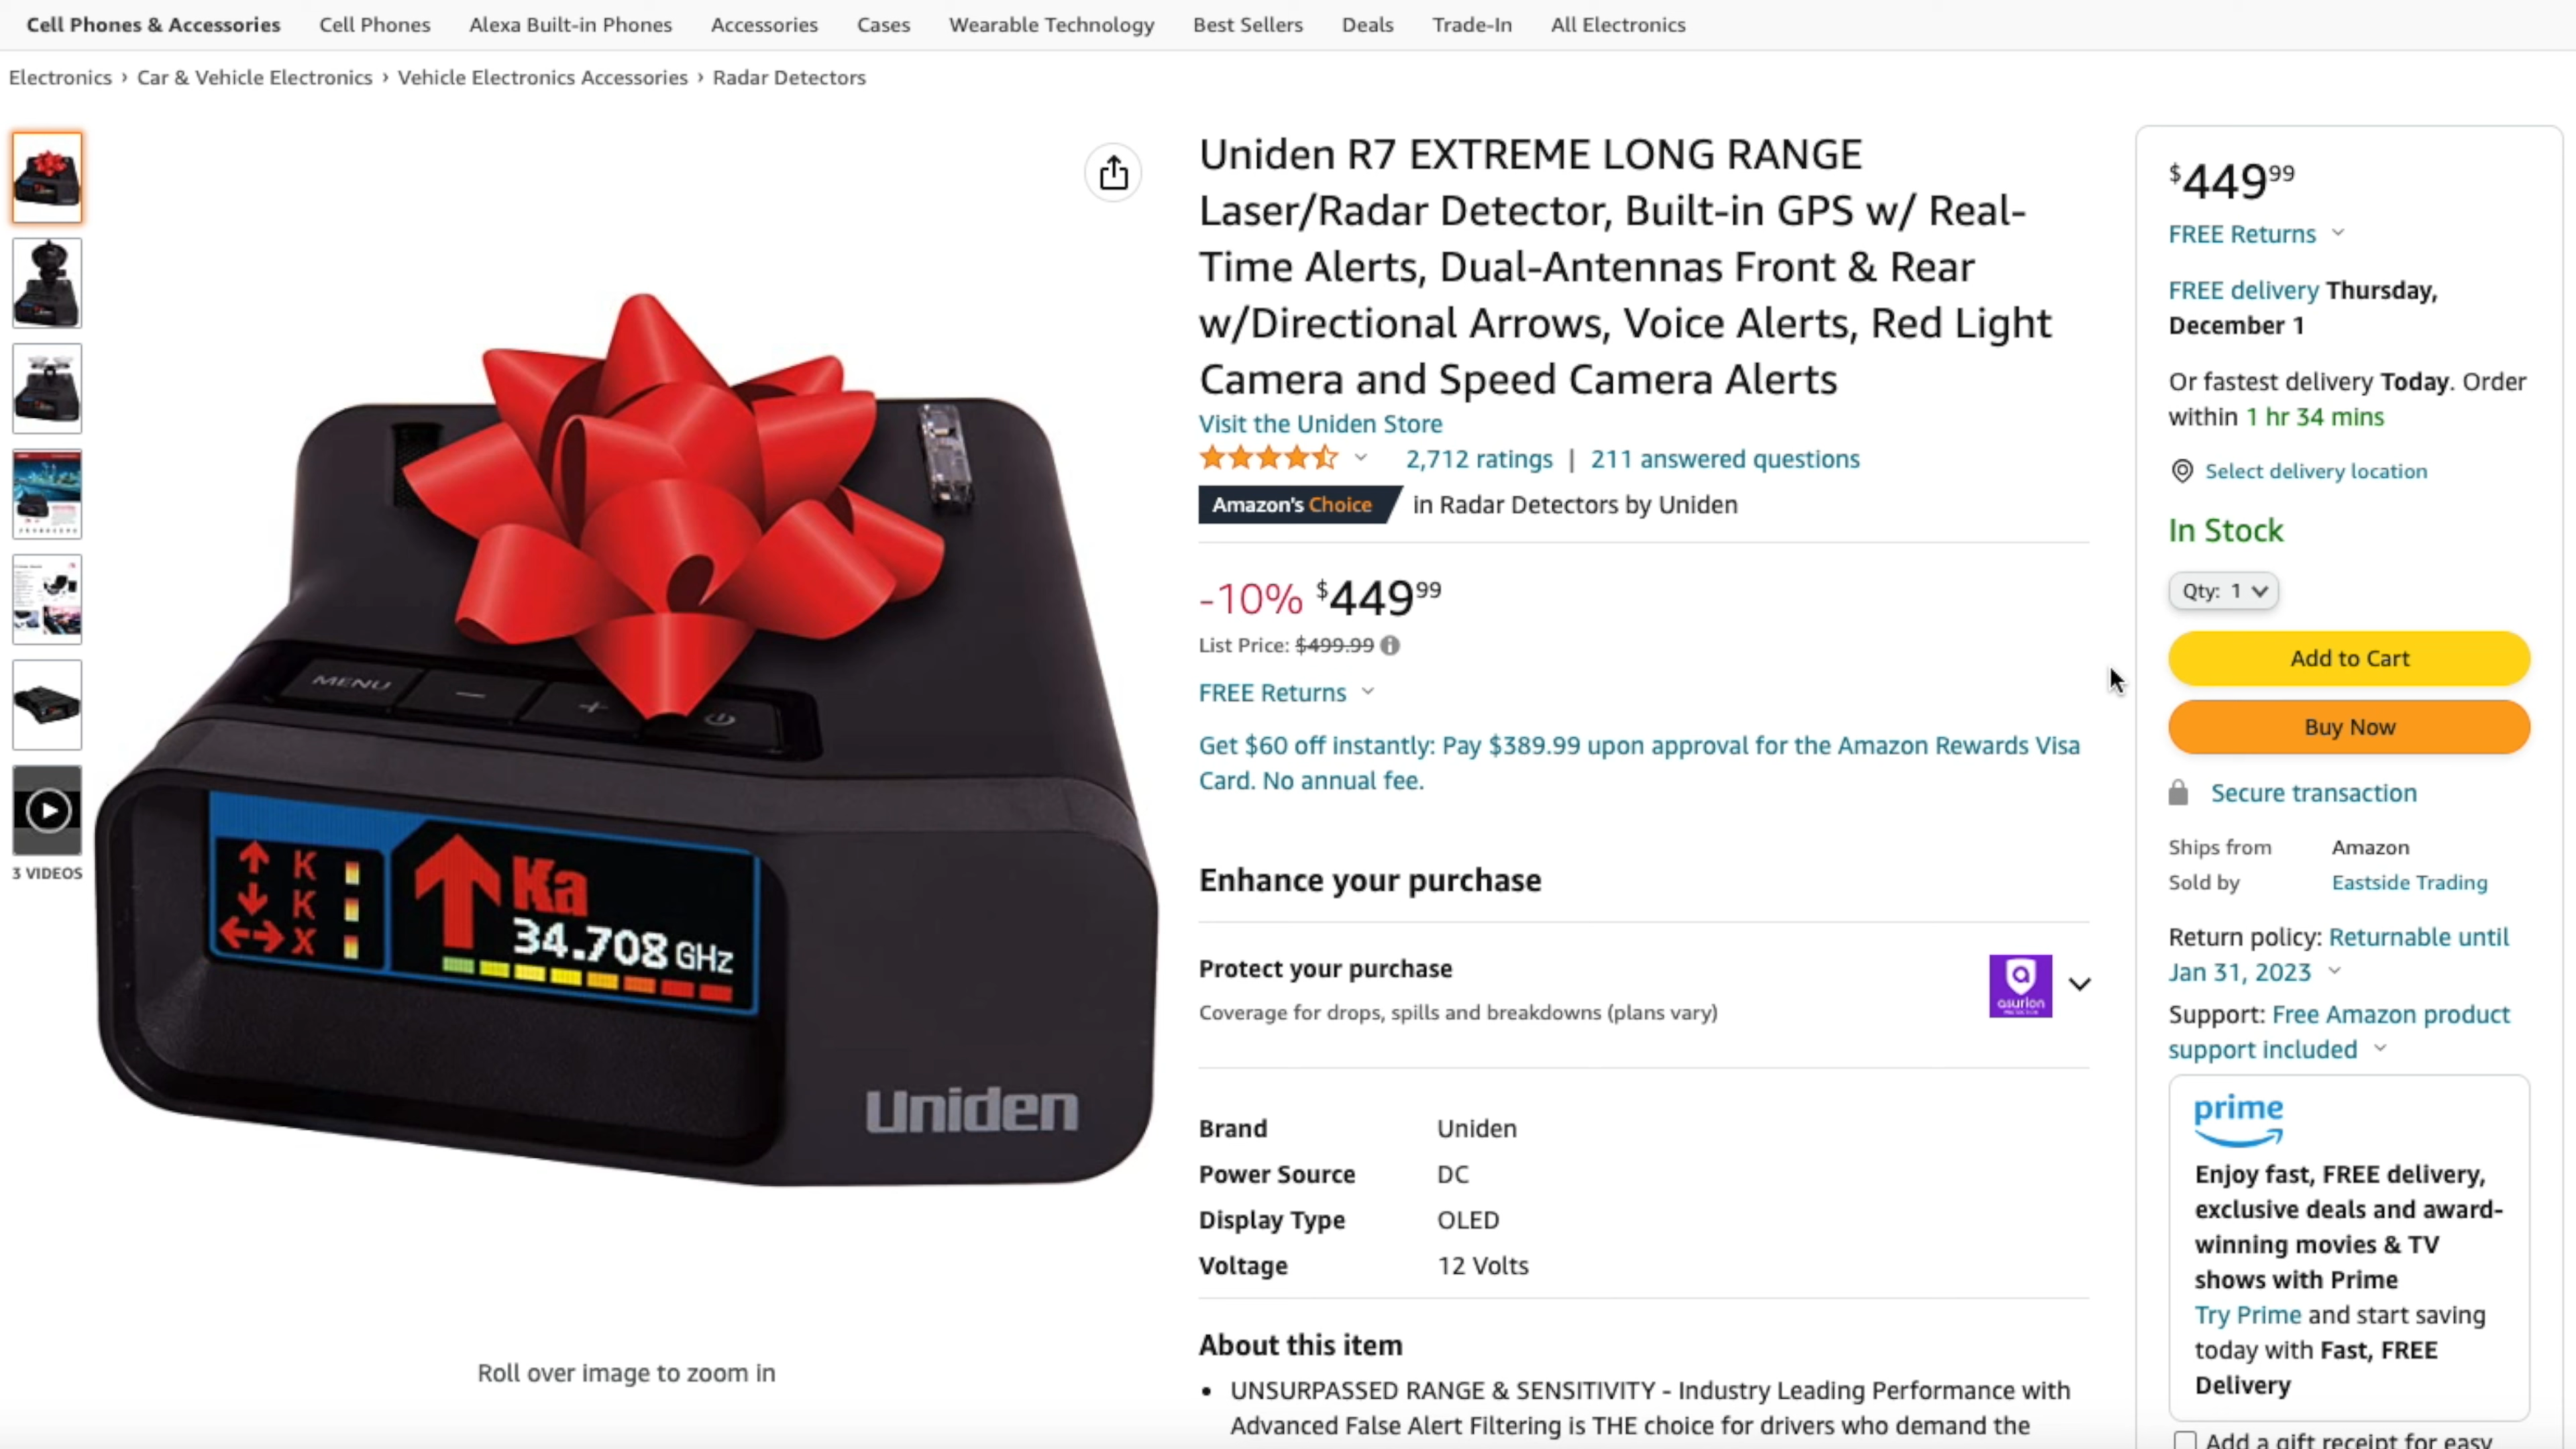 Cell Phones & Accessories Cell Phones Alexa Built-in Phones Accessories Cases Wearable Technology Best Sellers Deals Trade-In All Electronics
Electronics › Car & Vehicle Electronics › Vehicle Electronics Accessories › Radar Detectors
3 VIDEOS
MENU
− +
K
K
X
Ka
34.708 GHz
Uniden
Roll over image to zoom in
Uniden R7 EXTREME LONG RANGE
Laser/Radar Detector, Built-in GPS w/ Real-
Time Alerts, Dual-Antennas Front & Rear
w/Directional Arrows, Voice Alerts, Red Light
Camera and Speed Camera Alerts
Visit the Uniden Store
2,712 ratings | 211 answered questions
Amazon's Choice in Radar Detectors by Uniden
-10% $449.99
List Price: $499.99
FREE Returns
Get $60 off instantly: Pay $389.99 upon approval for the Amazon Rewards Visa
Card. No annual fee.
Enhance your purchase
Protect your purchase
Coverage for drops, spills and breakdowns (plans vary)
asurion
Brand Uniden
Power Source DC
Display Type OLED
Voltage 12 Volts
About this item
• UNSURPASSED RANGE & SENSITIVITY - Industry Leading Performance with
Advanced False Alert Filtering is THE choice for drivers who demand the
$449.99
FREE Returns
FREE delivery Thursday,
December 1
Or fastest delivery Today. Order
within 1 hr 34 mins
Select delivery location
In Stock
Qty: 1
Add to Cart
Buy Now
Secure transaction
Ships from Amazon
Sold by Eastside Trading
Return policy: Returnable until
Jan 31, 2023
Support: Free Amazon product
support included
prime
Enjoy fast, FREE delivery,
exclusive deals and award-
winning movies & TV
shows with Prime
Try Prime and start saving
today with Fast, FREE
Delivery
Add a gift receipt for easy